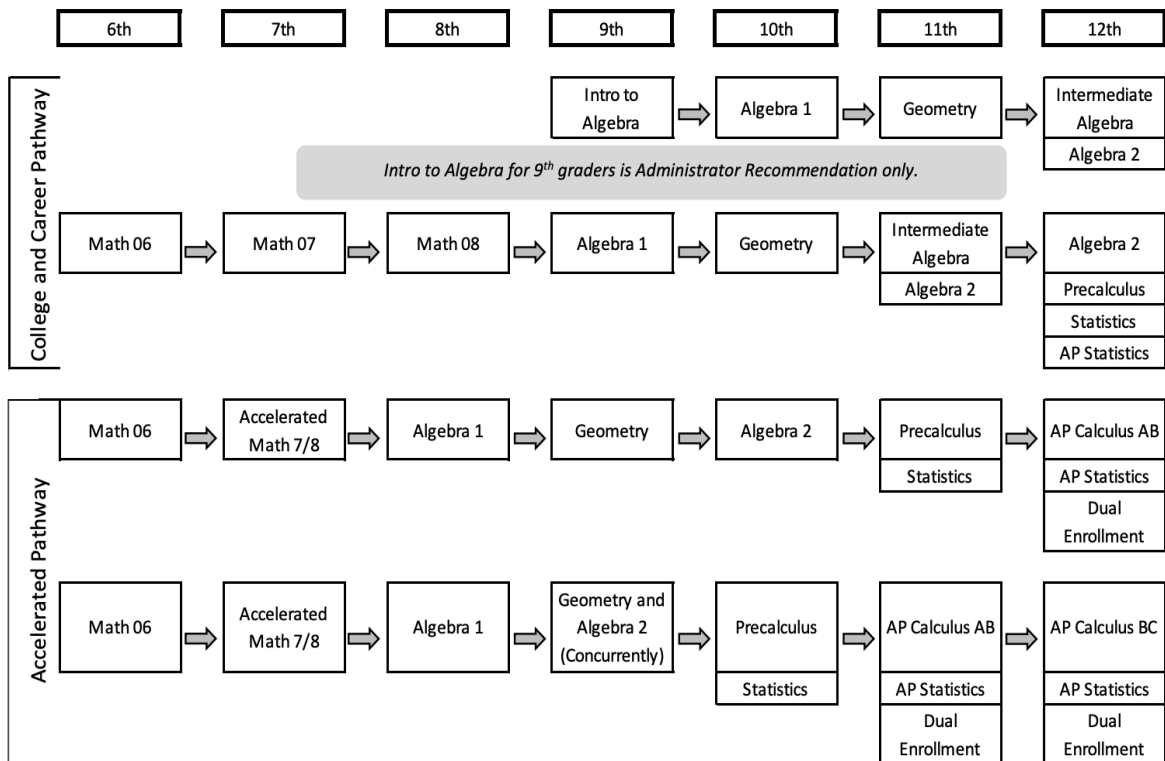 6th
7th
8th
9th
10th
11th
12th
College and Career Pathway
Intro to
Algebra
Algebra 1
Geometry
Intermediate
Algebra
Algebra 2
Intro to Algebra for 9th graders is Administrator Recommendation only.
Math 06
Math 07
Math 08
Algebra 1
Geometry
Intermediate
Algebra
Algebra 2
Algebra 2
Precalculus
Statistics
AP Statistics
Accelerated Pathway
Math 06
Accelerated
Math 7/8
Algebra 1
Geometry
Algebra 2
Precalculus
Statistics
AP Calculus AB
AP Statistics
Dual
Enrollment
Math 06
Accelerated
Math 7/8
Algebra 1
Geometry and
Algebra 2
(Concurrently)
Precalculus
Statistics
AP Calculus AB
AP Statistics
Dual
Enrollment
AP Calculus BC
AP Statistics
Dual
Enrollment